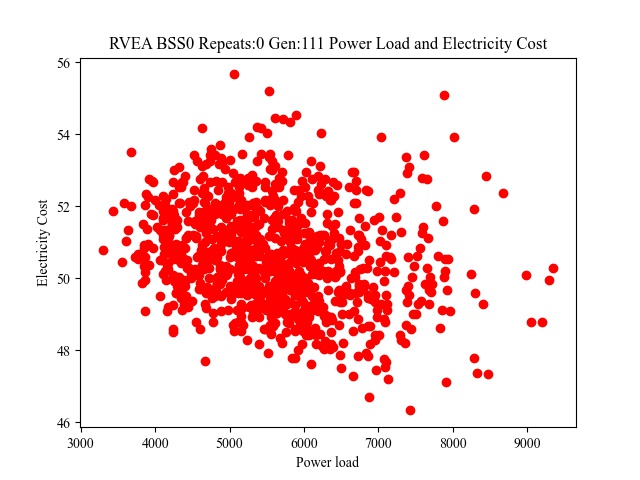 RVEA BSS0 Repeats:0 Gen:111 Power Load and Electricity Cost
56
54
52
50
48
46
Electricity Cost
3000 4000 5000 6000 7000 8000 9000
Power load